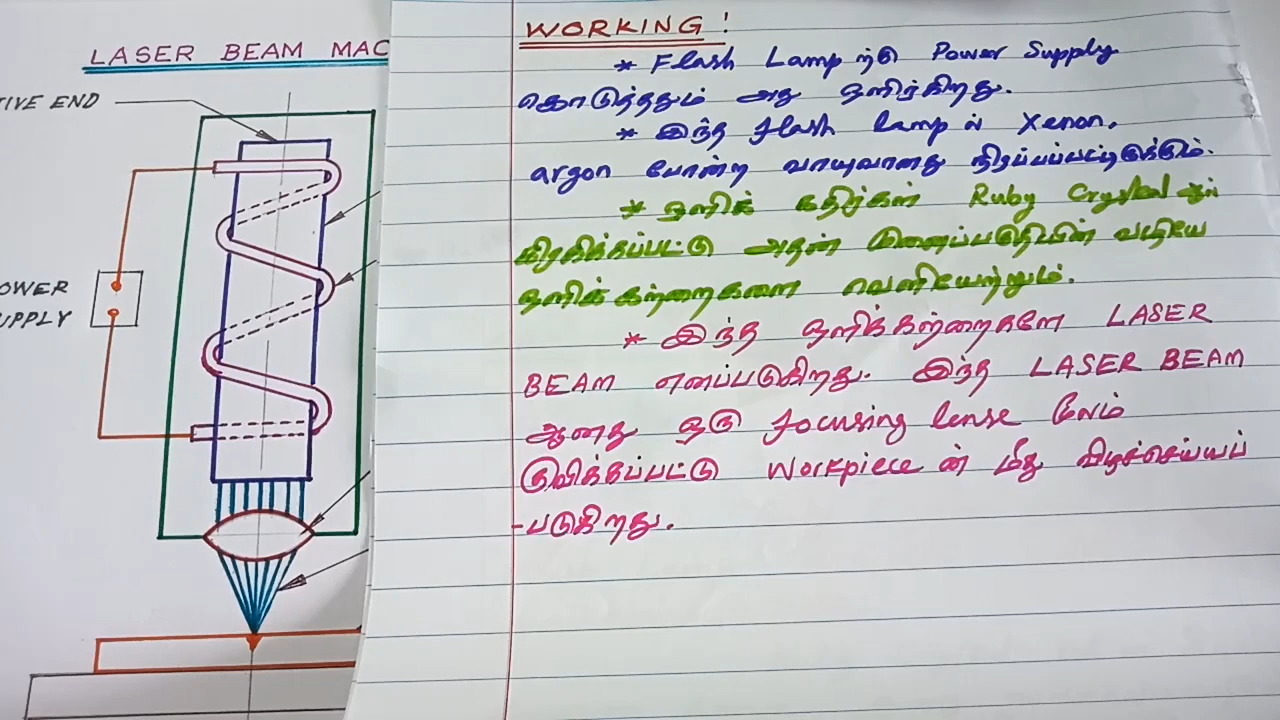 LASER BEAM MAC
TIVE END
OWER
UPPLY
WORKING !
* Flash Lamp ற்கு Power Supply
கொடுத்ததும் அது ஒளிர்கிறது.
* இந்த flash lamp ல் Xenon,
argon போன்ற வாயுவானது நிரப்பப்பட்டிருக்கும்.
* ஒளிக் கதிர்கள் Ruby Crystal ஆல்
கிரகிக்கப்பட்டு அதன் முனைப்பகுதியின் வழியே
ஒளிக்கற்றைகளை வெளியேற்றும்.
* இந்த ஒளிக்கற்றைகளே LASER
BEAM எனப்படுகிறது. இந்த LASER BEAM
ஆனது ஒரு focusing lense மூலம்
குவிக்கப்பட்டு Workpiece ன் மீது விழச்செய்யப்
-படுகிறது.